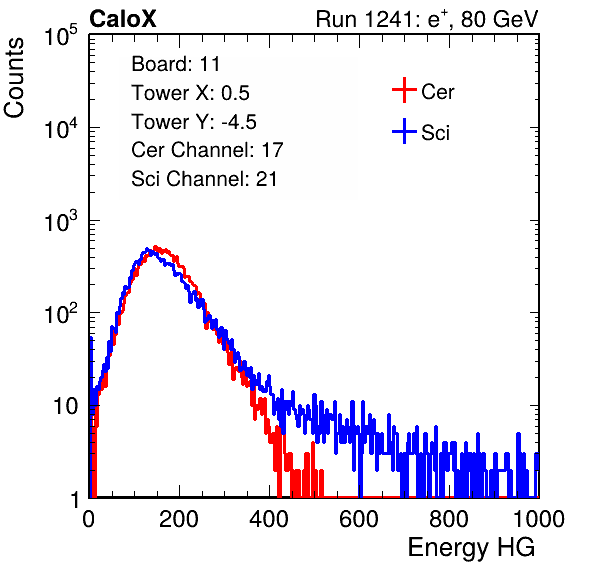 CaloX Run 1241: e⁺, 80 GeV
Counts
Board: 11
Tower X: 0.5
Tower Y: -4.5
Cer Channel: 17
Sci Channel: 21
Cer
Sci
10⁵
10⁴
10³
10²
10
1
0 200 400 600 800 1000
Energy HG